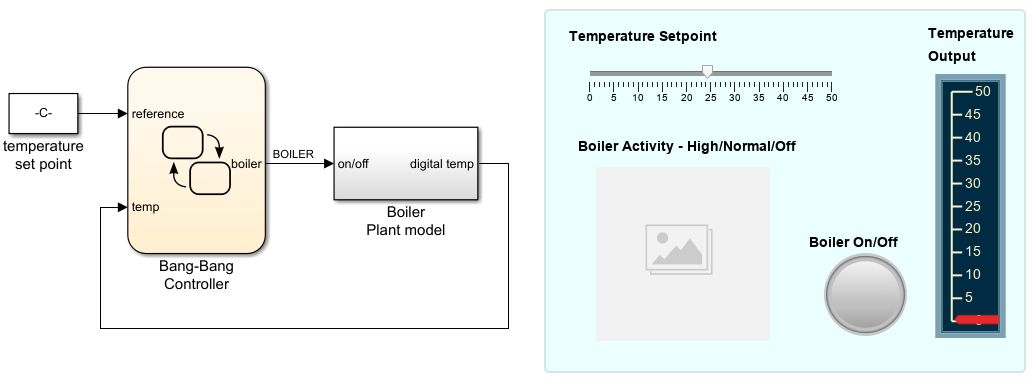 -C-
temperature
set point
reference
boiler
temp
Bang-Bang
Controller
BOILER
on/off
digital temp
Boiler
Plant model
Temperature Setpoint
0 5 10 15 20 25 30 35 40 45 50
Boiler Activity - High/Normal/Off
Boiler On/Off
Temperature
Output
50
45
40
35
30
25
20
15
10
5